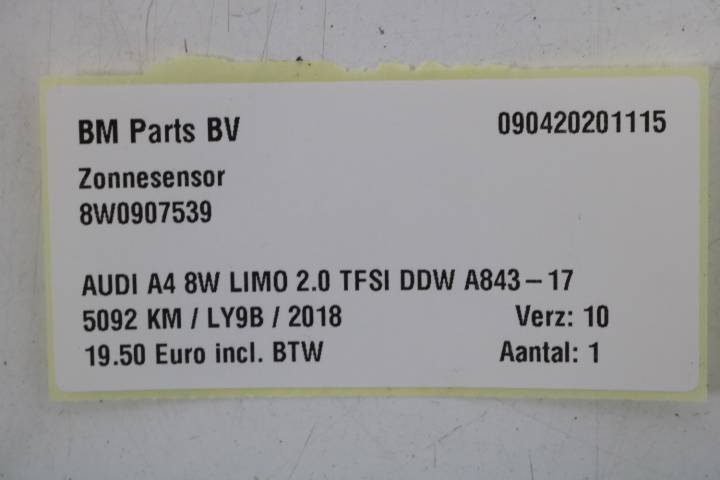 BM Parts BV 090420201115
Zonnesensor
8W0907539
AUDI A4 8W LIMO 2.0 TFSI DDW A843-17
5092 KM / LY9B / 2018 Verz: 10
19.50 Euro incl. BTW Aantal: 1